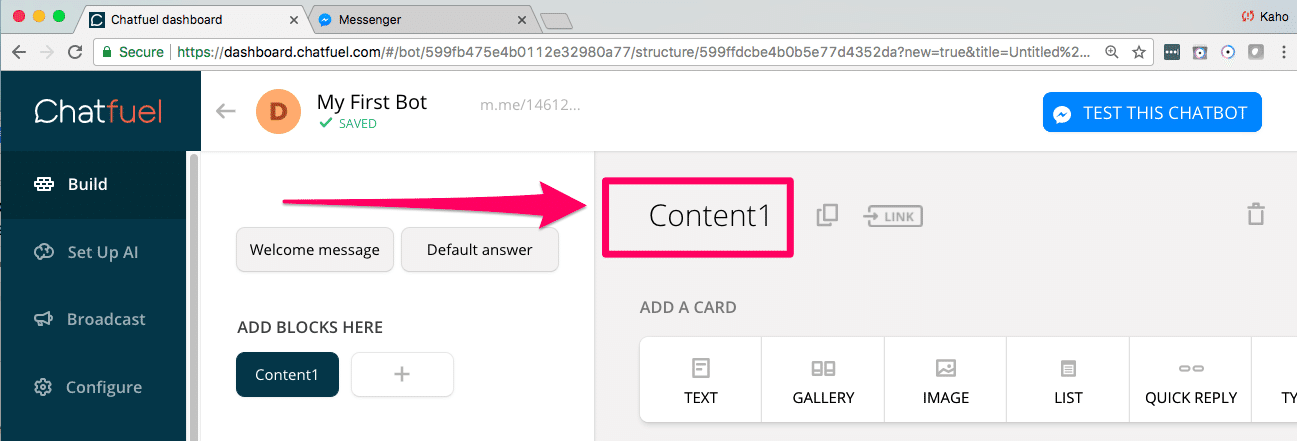 Chatfuel dashboard
Messenger
Kaho
Secure https://dashboard.chatfuel.com/#/bot/599fb475e4b0112e32980a77/structure/599ffdcbe4b0b5e77d4352da?new=true&title=Untitled%2...
Chatfuel
D
My First Bot
m.me/14612...
SAVED
TEST THIS CHATBOT
Build
Set Up AI
Broadcast
Configure
Welcome message
Default answer
ADD BLOCKS HERE
Content1
+
Content1
LINK
ADD A CARD
TEXT
GALLERY
IMAGE
LIST
QUICK REPLY
TY